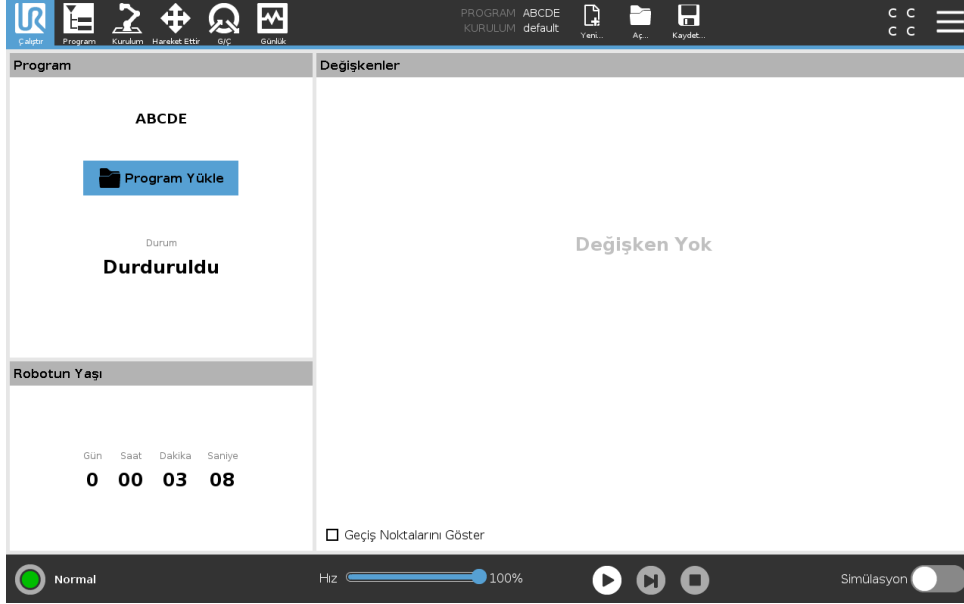 UR
Çalıştır Program Kurulum Hareket Ettir G/Ç Günlük
PROGRAM ABCDE
KURULUM default
Yeni... Aç... Kaydet...
C C
C C
Program
ABCDE
Program Yükle
Durum
Durduruldu
Robotun Yaşı
Gün Saat Dakika Saniye
0 00 03 08
Değişkenler
Değişken Yok
Geçiş Noktalarını Göster
Normal
Hız 100%
Simülasyon